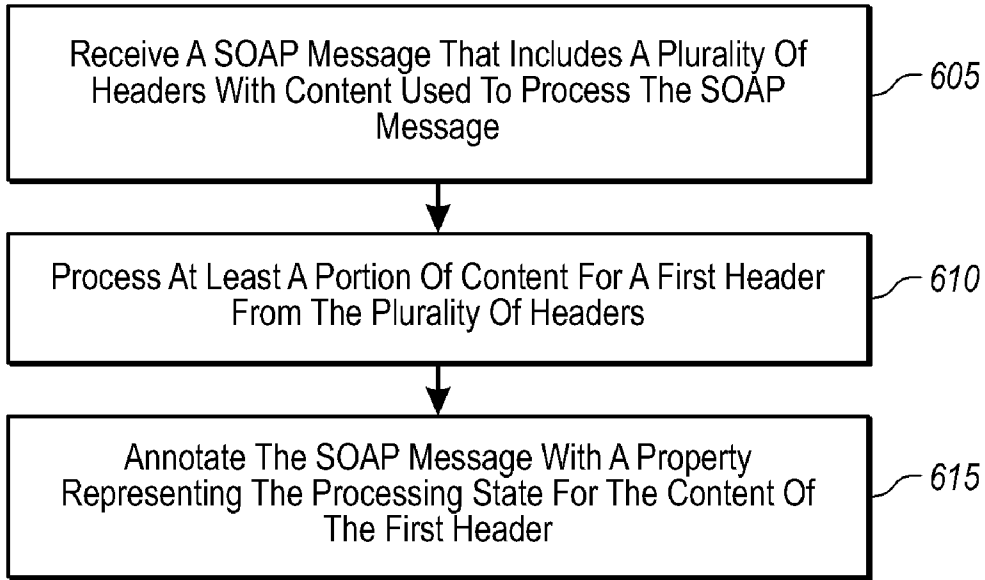 Receive A SOAP Message That Includes A Plurality Of
Headers With Content Used To Process The SOAP
Message
605
Process At Least A Portion Of Content For A First Header
From The Plurality Of Headers
610
Annotate The SOAP Message With A Property
Representing The Processing State For The Content Of
The First Header
615